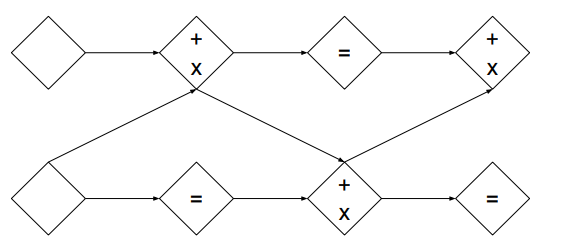 +
x
=
+
x
=
+
x
=